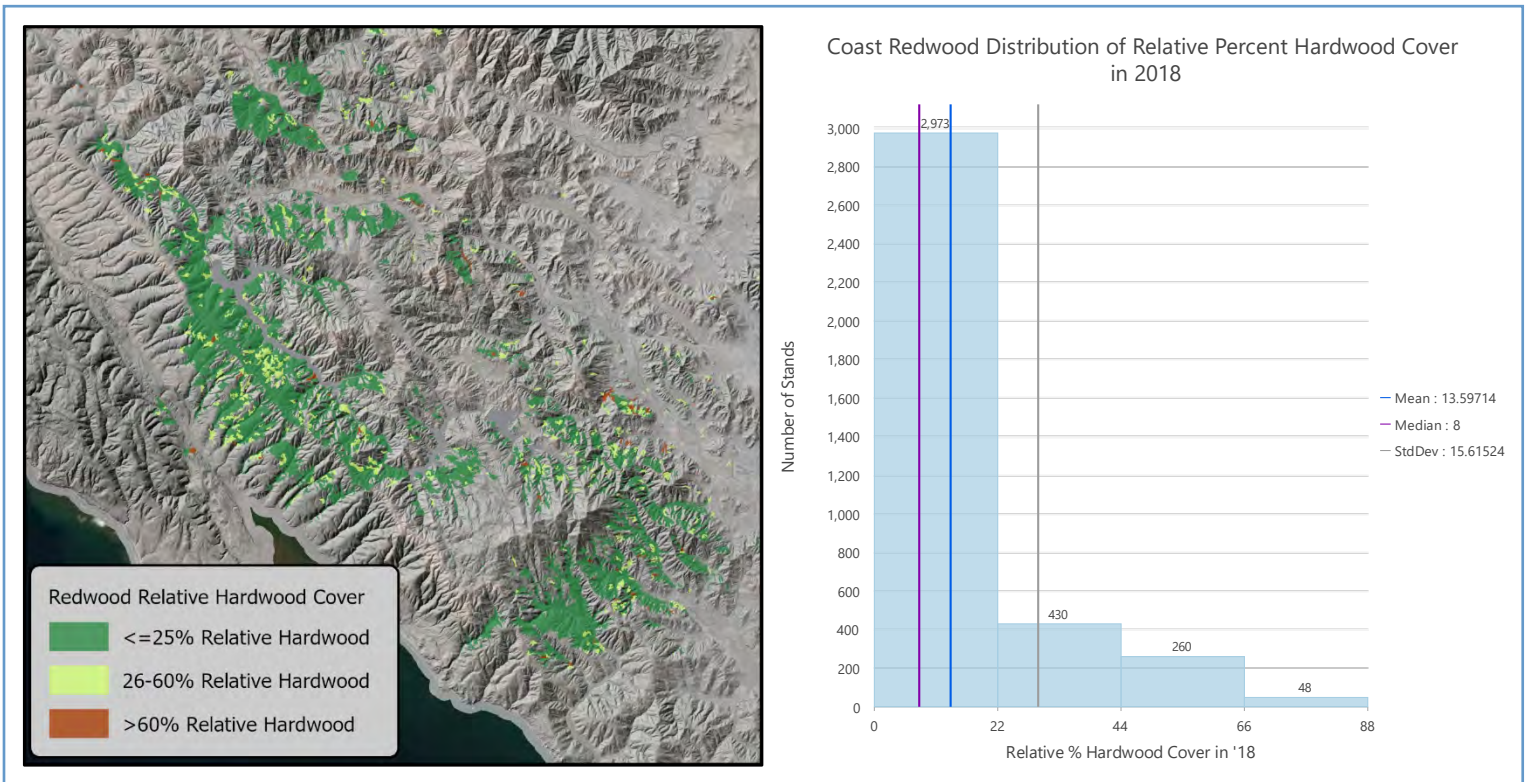 Redwood Relative Hardwood Cover
<=25% Relative Hardwood
26-60% Relative Hardwood
>60% Relative Hardwood
Coast Redwood Distribution of Relative Percent Hardwood Cover
in 2018
Number of Stands
3,000
2,800
2,600
2,400
2,200
2,000
1,800
1,600
1,400
1,200
1,000
800
600
400
200
0
2,973
430
260
48
0 22 44 66 88
Relative % Hardwood Cover in '18
Mean : 13.59714
Median : 8
StdDev : 15.61524